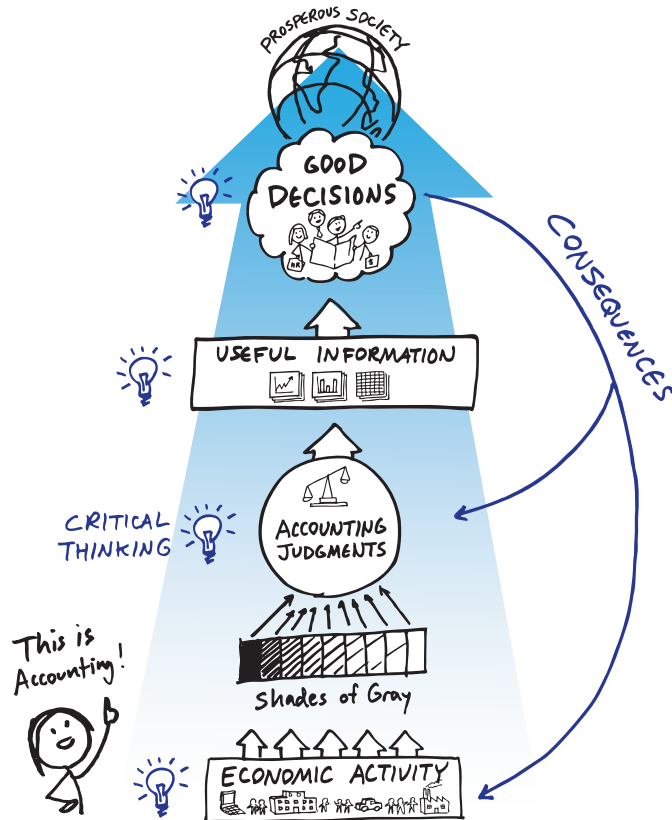 PROSPEROUS SOCIETY
GOOD
DECISIONS
HR
$
CONSEQUENCES
USEFUL INFORMATION
CRITICAL
THINKING
ACCOUNTING
JUDGMENTS
Shades of Gray
This is
Accounting!
ECONOMIC ACTIVITY